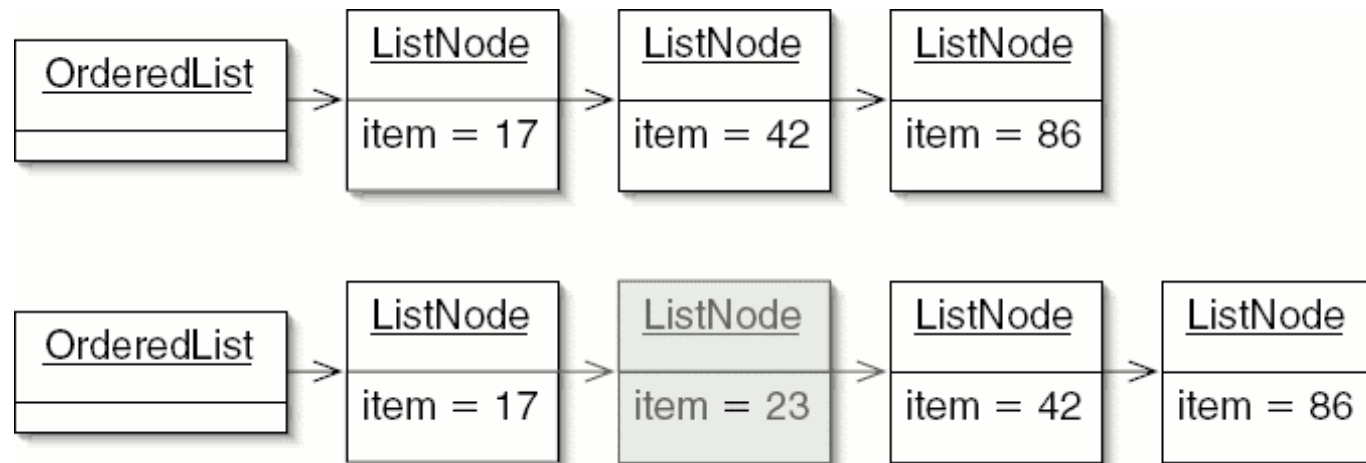 OrderedList
ListNode
item = 17
ListNode
item = 42
ListNode
item = 86
OrderedList
ListNode
item = 17
ListNode
item = 23
ListNode
item = 42
ListNode
item = 86